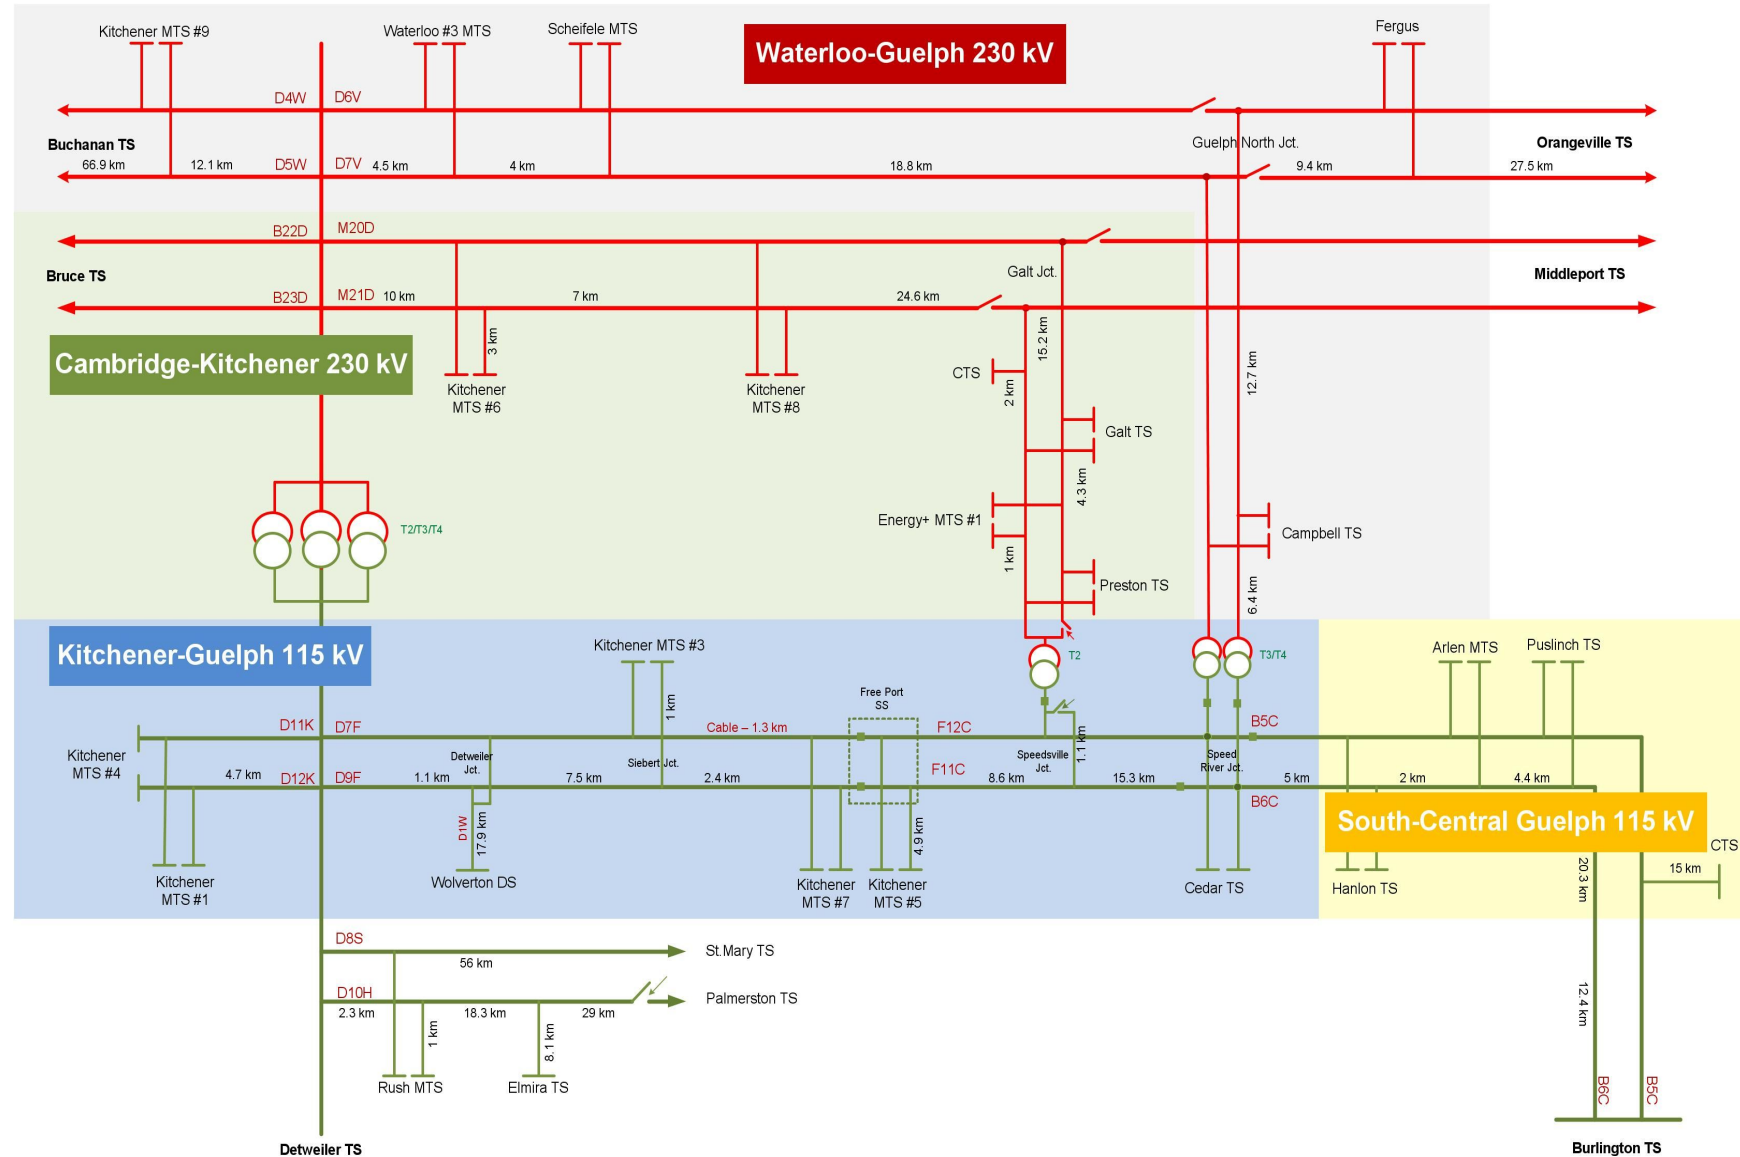 Kitchener MTS #9
Waterloo #3 MTS
Scheifele MTS
Waterloo-Guelph 230 kV
Fergus
D4W
D6V
Buchanan TS
Guelph North Jct.
Orangeville TS
66.9 km
12.1 km
D5W
D7V
4.5 km
4 km
18.8 km
9.4 km
27.5 km
B22D
M20D
Bruce TS
Galt Jct.
Middleport TS
B23D
M21D
10 km
7 km
24.6 km
3 km
15.2 km
Cambridge-Kitchener 230 kV
Kitchener
MTS #6
Kitchener
MTS #8
CTS
2 km
12.7 km
Galt TS
4.3 km
T2/T3/T4
Energy+ MTS #1
Campbell TS
1 km
Preston TS
6.4 km
Kitchener-Guelph 115 kV
Kitchener MTS #3
T2
T3/T4
Arlen MTS
Puslinch TS
1 km
Free Port
SS
D11K
D7F
Cable – 1.3 km
F12C
B5C
Kitchener
MTS #4
Detweiler
Jct.
Siebert Jct.
Speedsville
Jct.
1.1 km
Speed
River Jct.
4.7 km
D12K
D9F
1.1 km
7.5 km
2.4 km
F11C
8.6 km
15.3 km
5 km
2 km
4.4 km
B6C
South-Central Guelph 115 kV
D1W
17.9 km
4.9 km
CTS
15 km
20.3 km
Kitchener
MTS #1
Wolverton DS
Kitchener
MTS #7
Kitchener
MTS #5
Cedar TS
Hanlon TS
D8S
St.Mary TS
56 km
D10H
Palmerston TS
2.3 km
18.3 km
29 km
12.4 km
1 km
8.1 km
Rush MTS
Elmira TS
B6C
B5C
Detweiler TS
Burlington TS